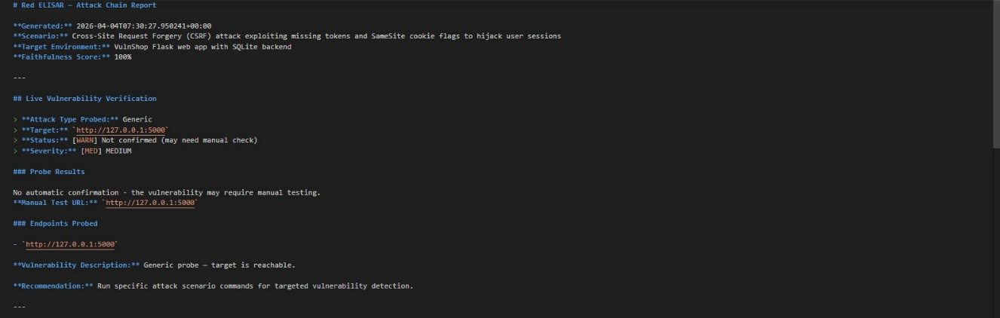 # Red ELISAR — Attack Chain Report
**Generated:** 2026-04-04T07:30:27.950241+00:00
**Scenario:** Cross-Site Request Forgery (CSRF) attack exploiting missing tokens and SameSite cookie flags to hijack user sessions
**Target Environment:** VulnShop Flask web app with SQLite backend
**Faithfulness Score:** 100%
---
## Live Vulnerability Verification
> **Attack Type Probed:** Generic
> **Target:** `http://127.0.0.1:5000`
> **Status:** [WARN] Not confirmed (may need manual check)
> **Severity:** [MED] MEDIUM
### Probe Results
No automatic confirmation - the vulnerability may require manual testing.
**Manual Test URL:** `http://127.0.0.1:5000`
### Endpoints Probed
- `http://127.0.0.1:5000`
**Vulnerability Description:** Generic probe — target is reachable.
**Recommendation:** Run specific attack scenario commands for targeted vulnerability detection.
---